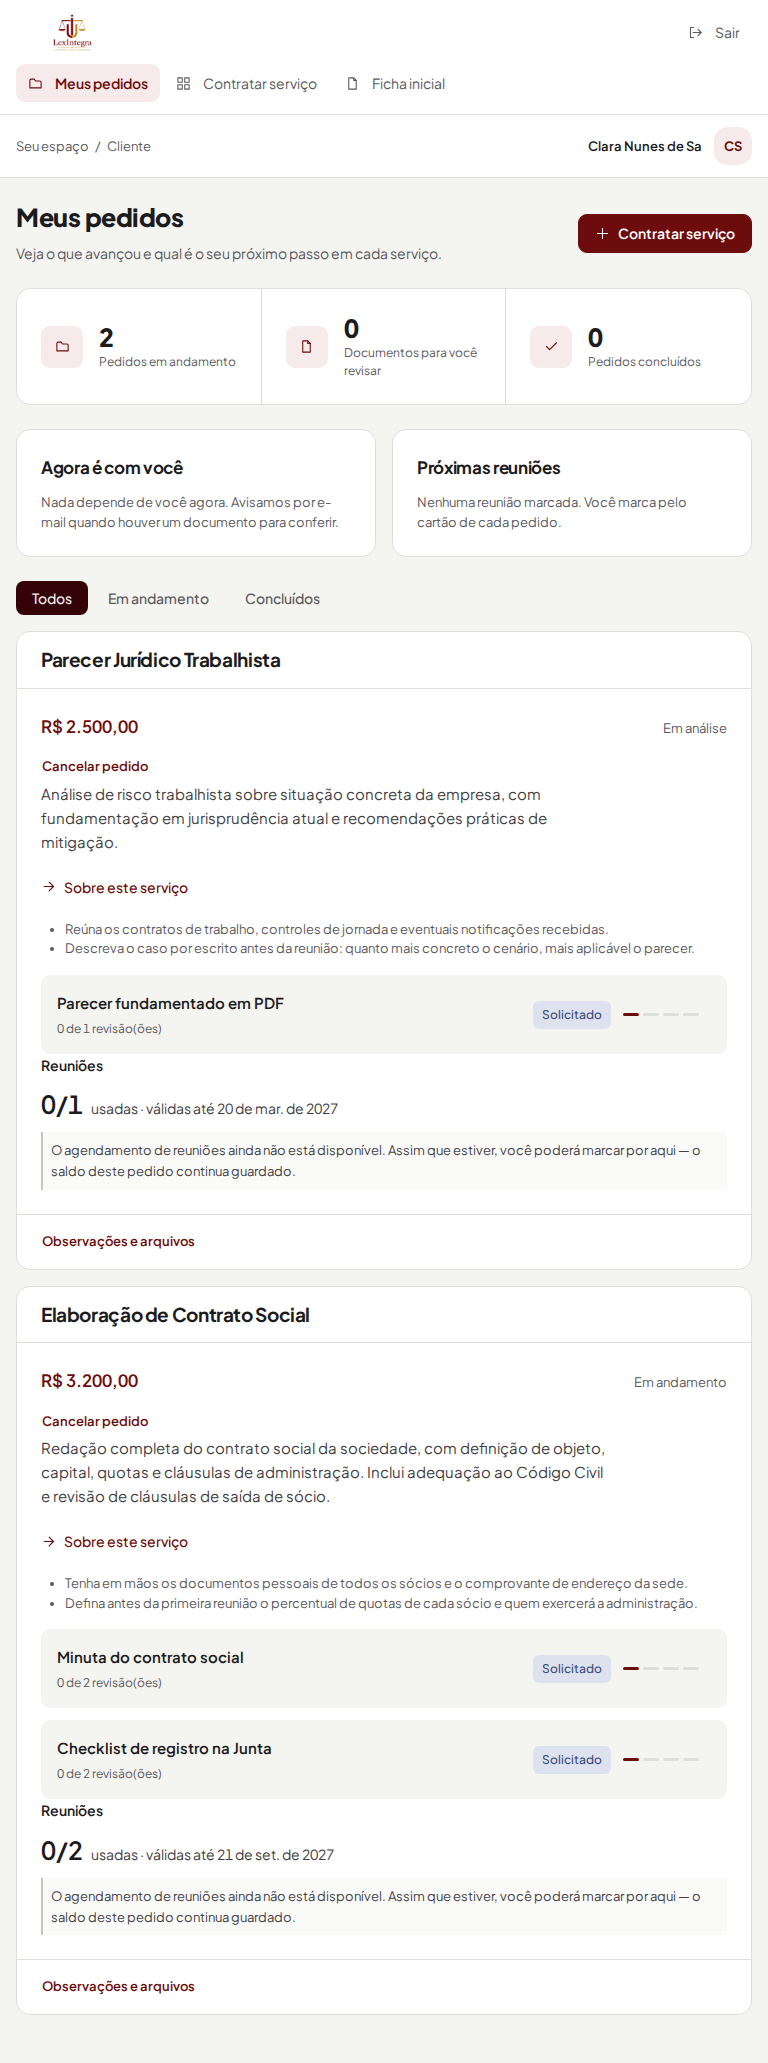 LexIntegra
Sair
Meus pedidos
Contratar serviço
Ficha inicial
Seu espaço / Cliente
Clara Nunes de Sa
CS
Meus pedidos
Veja o que avançou e qual é o seu próximo passo em cada serviço.
Contratar serviço
2
Pedidos em andamento
0
Documentos para você
revisar
0
Pedidos concluídos
Agora é com você
Nada depende de você agora. Avisamos por e-
mail quando houver um documento para conferir.
Próximas reuniões
Nenhuma reunião marcada. Você marca pelo
cartão de cada pedido.
Todos
Em andamento
Concluídos
Parecer Jurídico Trabalhista
R$ 2.500,00
Em análise
Cancelar pedido
Análise de risco trabalhista sobre situação concreta da empresa, com
fundamentação em jurisprudência atual e recomendações práticas de
mitigação.
Sobre este serviço
• Reúna os contratos de trabalho, controles de jornada e eventuais notificações recebidas.
• Descreva o caso por escrito antes da reunião: quanto mais concreto o cenário, mais aplicável o parecer.
Parecer fundamentado em PDF
0 de 1 revisão(ões)
Solicitado
Reuniões
0/1 usadas · válidas até 20 de mar. de 2027
O agendamento de reuniões ainda não está disponível. Assim que estiver, você poderá marcar por aqui — o
saldo deste pedido continua guardado.
Observações e arquivos
Elaboração de Contrato Social
R$ 3.200,00
Em andamento
Cancelar pedido
Redação completa do contrato social da sociedade, com definição de objeto,
capital, quotas e cláusulas de administração. Inclui adequação ao Código Civil
e revisão de cláusulas de saída de sócio.
Sobre este serviço
• Tenha em mãos os documentos pessoais de todos os sócios e o comprovante de endereço da sede.
• Defina antes da primeira reunião o percentual de quotas de cada sócio e quem exercerá a administração.
Minuta do contrato social
0 de 2 revisão(ões)
Solicitado
Checklist de registro na Junta
0 de 2 revisão(ões)
Solicitado
Reuniões
0/2 usadas · válidas até 21 de set. de 2027
O agendamento de reuniões ainda não está disponível. Assim que estiver, você poderá marcar por aqui — o
saldo deste pedido continua guardado.
Observações e arquivos